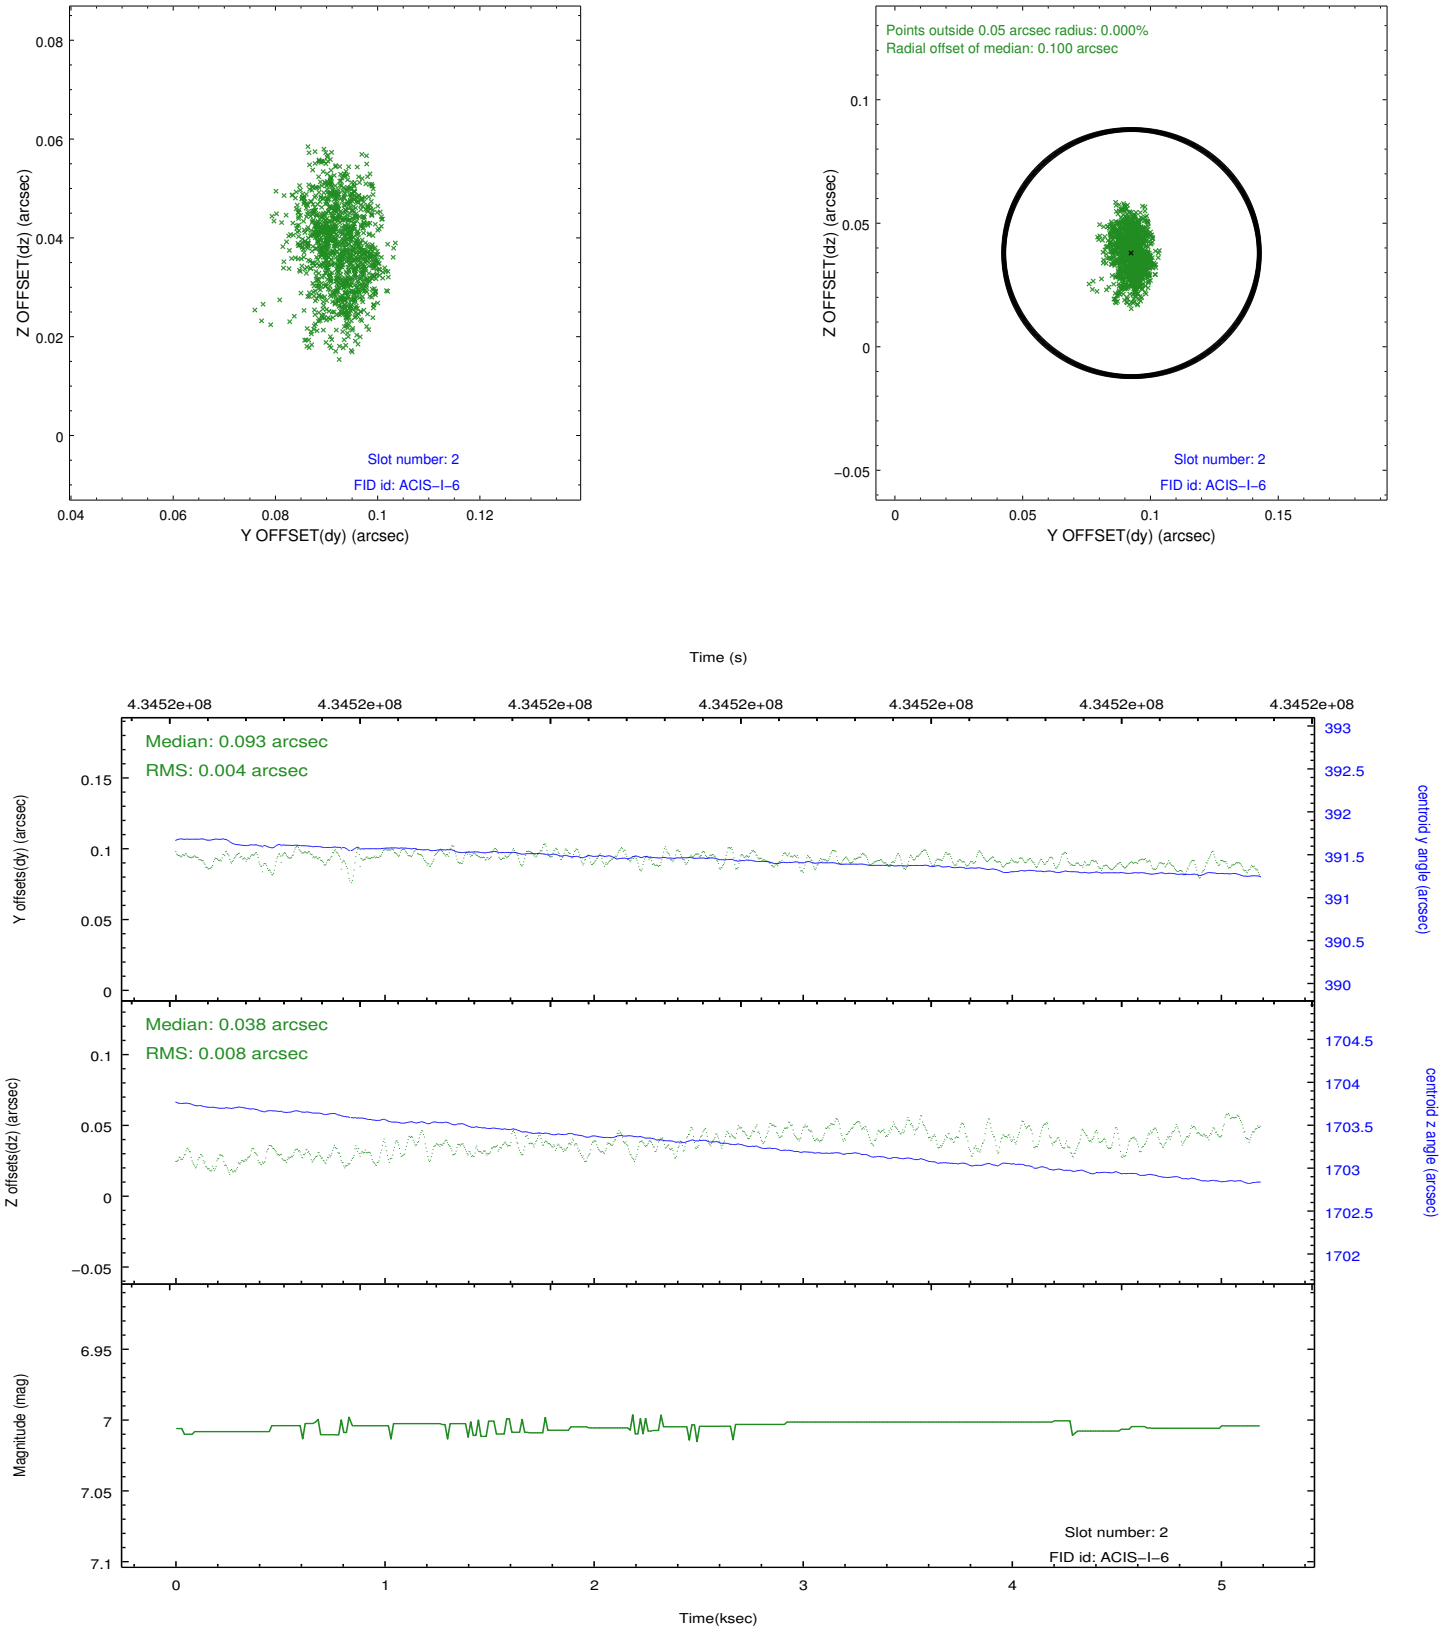 0.08
0.06
0.04
0.02
0
Z OFFSET(dz) (arcsec)
Slot number: 2
FID id: ACIS−I−6
0.04 0.06 0.08 0.1 0.12
Y OFFSET(dy) (arcsec)
Points outside 0.05 arcsec radius: 0.000%
Radial offset of median: 0.100 arcsec
0.1
0.05
0
−0.05
Z OFFSET(dz) (arcsec)
Slot number: 2
FID id: ACIS−I−6
0 0.05 0.1 0.15
Y OFFSET(dy) (arcsec)
Time (s)
4.3452e+08 4.3452e+08 4.3452e+08 4.3452e+08 4.3452e+08 4.3452e+08 4.3452e+08
Median: 0.093 arcsec
RMS: 0.004 arcsec
0.15
0.1
0.05
0
Y offsets(dy) (arcsec)
393
392.5
392
391.5
391
390.5
390
centroid y angle (arcsec)
Median: 0.038 arcsec
RMS: 0.008 arcsec
0.1
0.05
0
−0.05
Z offsets(dz) (arcsec)
1704.5
1704
1703.5
1703
1702.5
1702
centroid z angle (arcsec)
6.95
7
7.05
7.1
Magnitude (mag)
Slot number: 2
FID id: ACIS−I−6
0 1 2 3 4 5
Time(ksec)